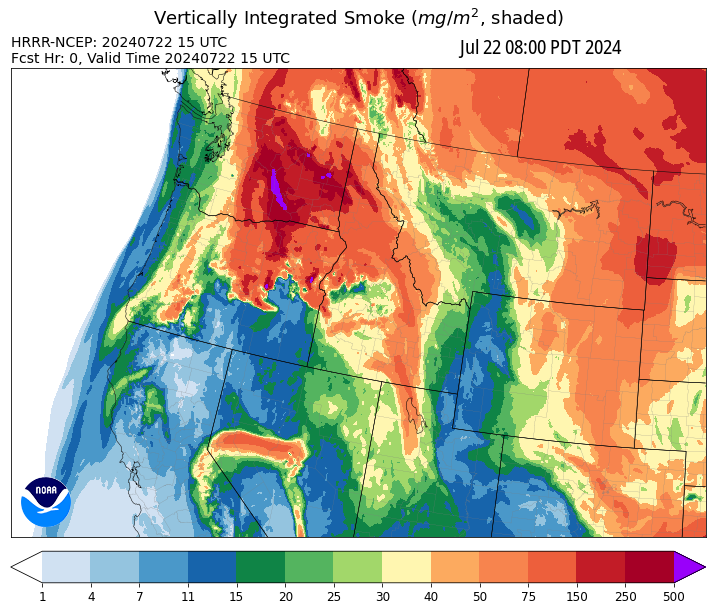 Vertically Integrated Smoke (mg/m², shaded)
HRRR-NCEP: 20240722 15 UTC
Jul 22 08:00 PDT 2024
Fcst Hr: 0, Valid Time 20240722 15 UTC
NOAA
1 4 7 11 15 20 25 30 40 50 75 150 250 500